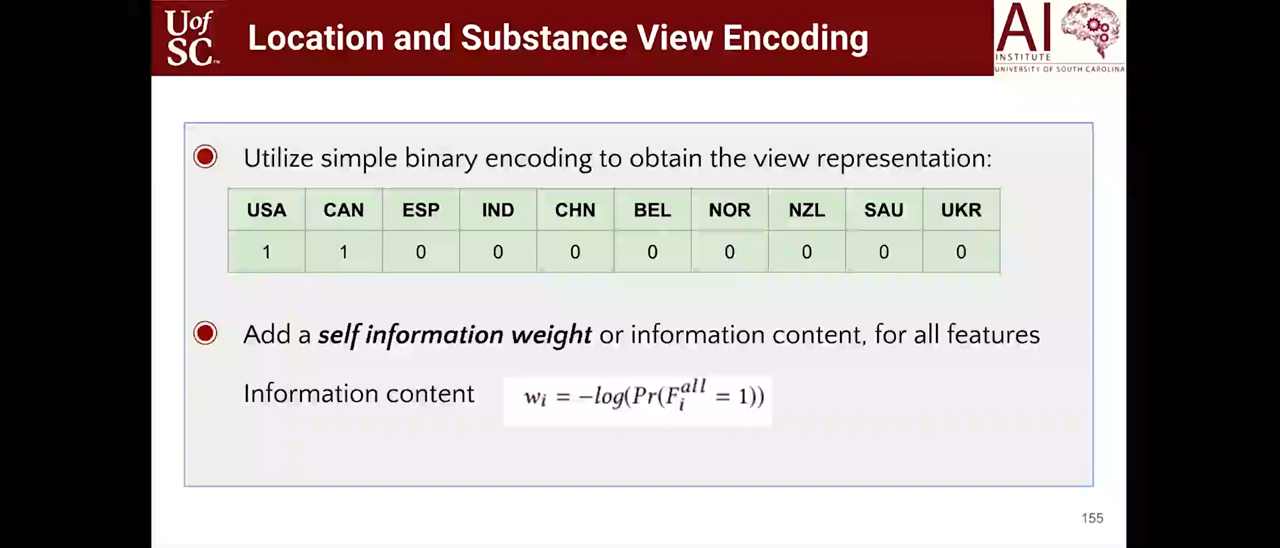 UofSC
Location and Substance View Encoding
AI
INSTITUTE
UNIVERSITY OF SOUTH CAROLINA
Utilize simple binary encoding to obtain the view representation:
USA CAN ESP IND CHN BEL NOR NZL SAU UKR
1 1 0 0 0 0 0 0 0 0
Add a self information weight or information content, for all features
Information content w_i = -log(Pr(F_i^all = 1))
155